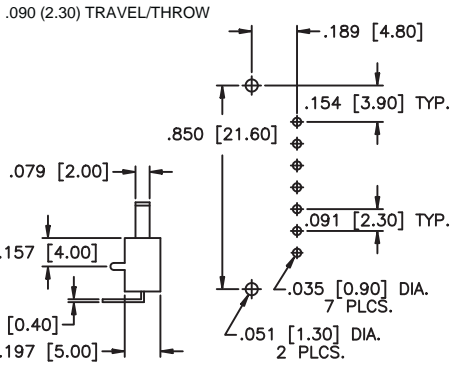 .090 (2.30) TRAVEL/THROW
.189 [4.80]
.154 [3.90] TYP.
.850 [21.60]
.079 [2.00]
.091 [2.30] TYP.
.157 [4.00]
.035 [0.90] DIA.
7 PLCS.
[0.40]
.051 [1.30] DIA.
2 PLCS.
.197 [5.00]